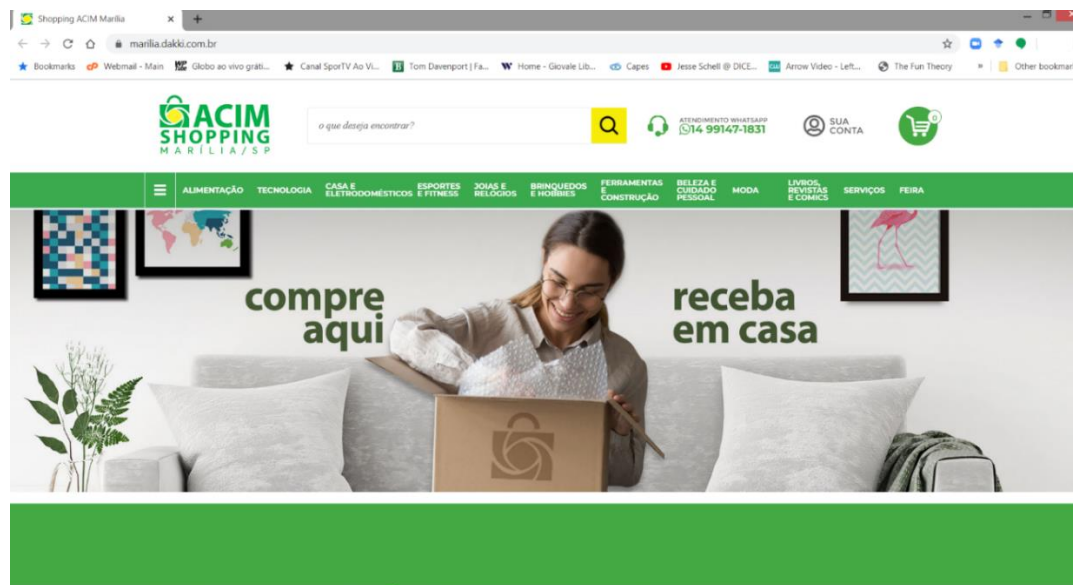 Shopping ACIM Marília
marilia.dakki.com.br
Bookmarks Webmail - Main Globo ao vivo gráti... Canal SporTV Ao Vi... Tom Davenport | Fa... Home - Giovale Lib... Capes Jesse Schell @ DICE... Arrow Video - Left... The Fun Theory » Other bookmar
ACIM
SHOPPING
MARÍLIA/SP
o que deseja encontrar?
ATENDIMENTO WHATSAPP
14 99147-1831
SUA
CONTA
0
ALIMENTAÇÃO
TECNOLOGIA
CASA E
ELETRODOMÉSTICOS
ESPORTES
E FITNESS
JOIAS E
RELÓGIOS
BRINQUEDOS
E HOBBIES
FERRAMENTAS
E
CONSTRUÇÃO
BELEZA E
CUIDADO
PESSOAL
MODA
LIVROS,
REVISTAS
E COMICS
SERVIÇOS
FEIRA
compre
aqui
receba
em casa